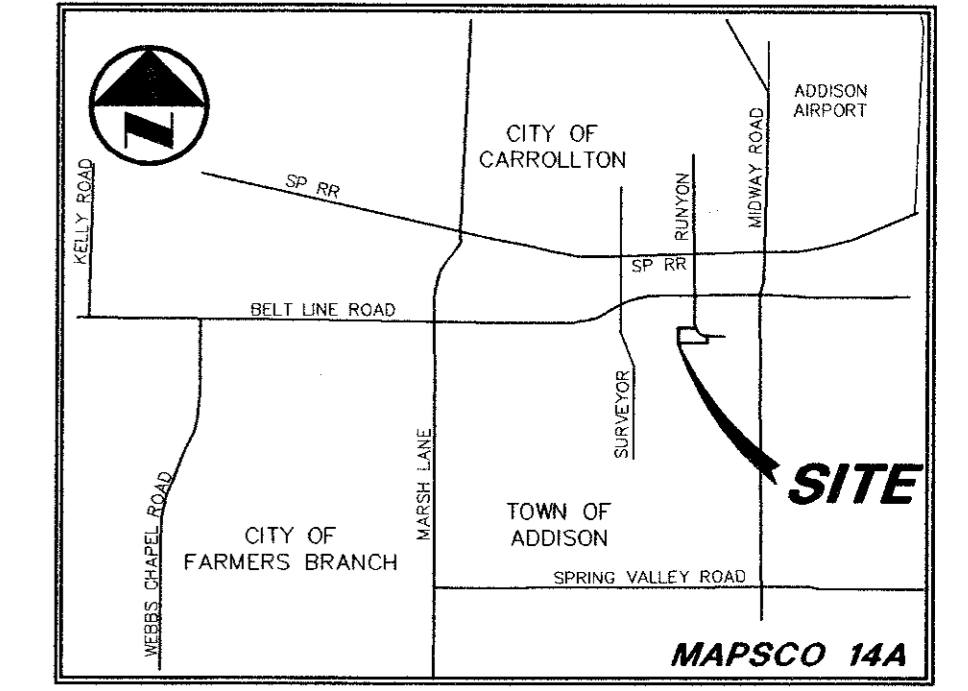 ADDISON
AIRPORT
CITY OF
CARROLLTON
MIDWAY ROAD
N
KELLY ROAD
SP RR
RUNYON
SP RR
BELT LINE ROAD
SURVEYOR
MARSH LANE
SITE
WEBBS CHAPEL ROAD
CITY OF
FARMERS BRANCH
TOWN OF
ADDISON
SPRING VALLEY ROAD
MAPSCO 14A